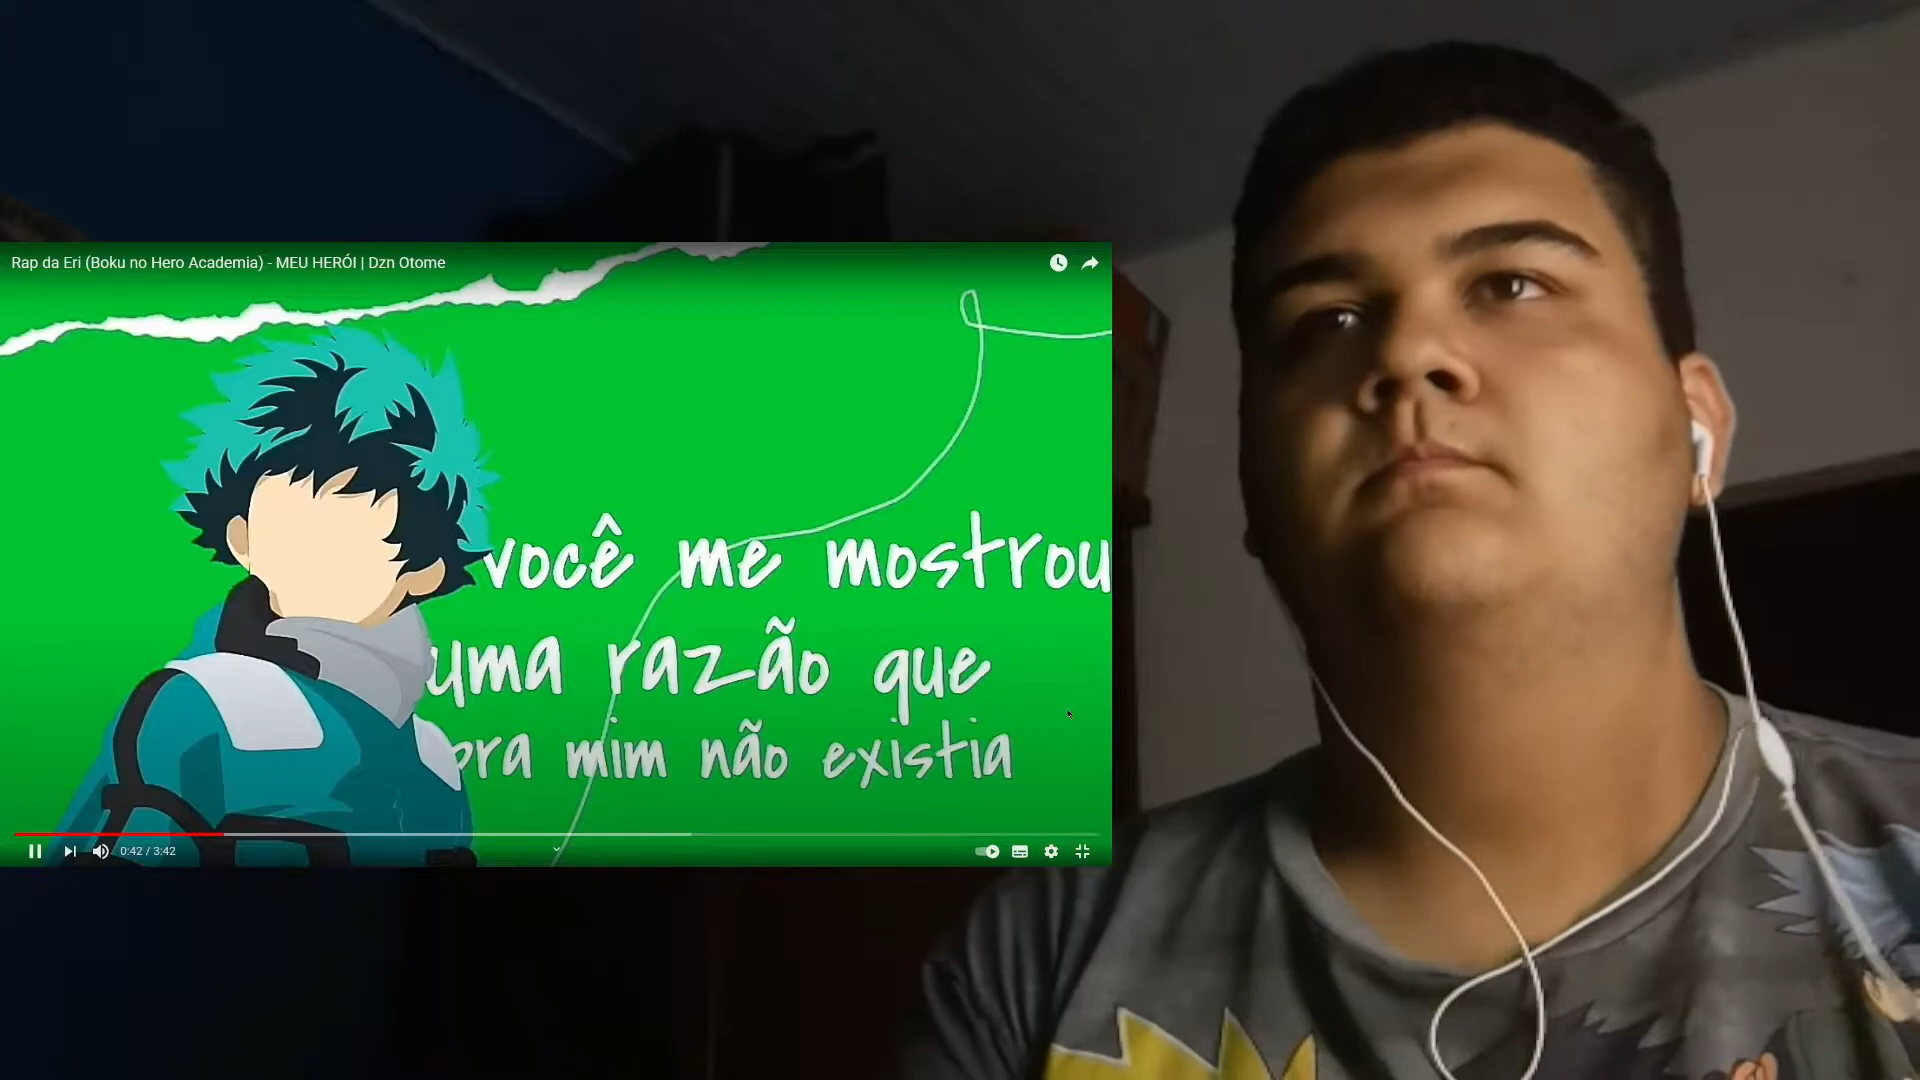 Rap da Eri (Boku no Hero Academia) - MEU HERÓI | Dzn Otome
você me mostrou
uma razão que
pra mim não existia
0:42 / 3:42